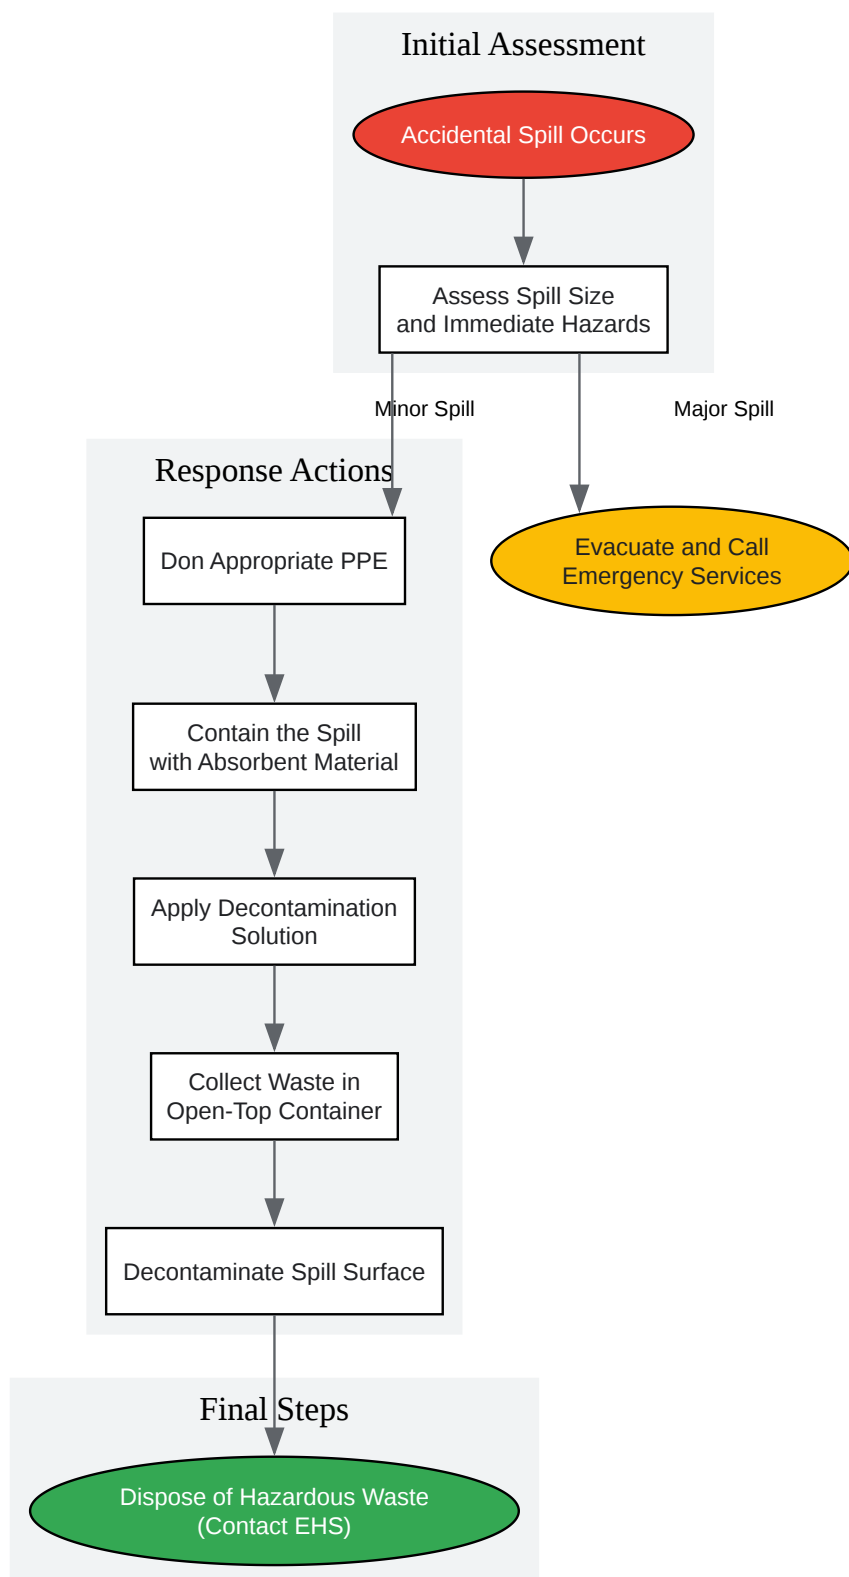 Initial Assessment
Accidental Spill Occurs
Assess Spill Size
and Immediate Hazards
Minor Spill
Major Spill
Response Actions
Don Appropriate PPE
Evacuate and Call
Emergency Services
Contain the Spill
with Absorbent Material
Apply Decontamination
Solution
Collect Waste in
Open-Top Container
Decontaminate Spill Surface
Final Steps
Dispose of Hazardous Waste
(Contact EHS)